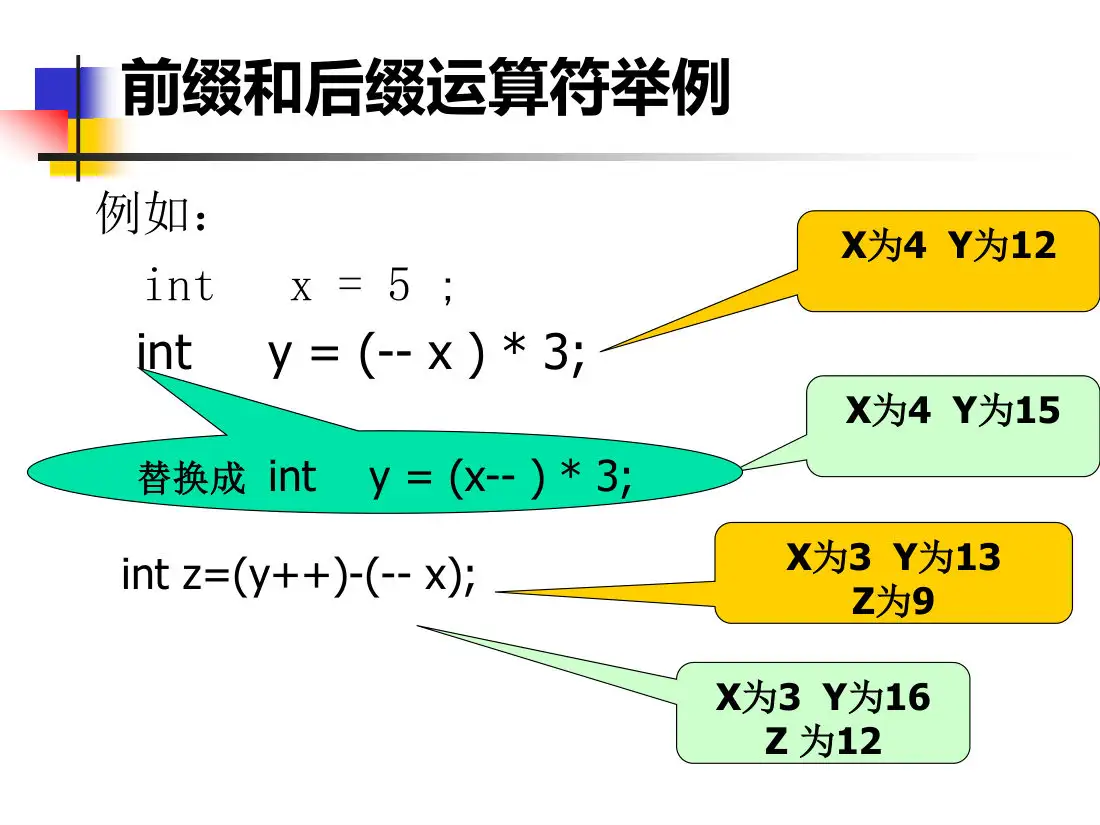 前缀和后缀运算符举例
例如：
int x = 5 ;
int y = (-- x ) * 3;
X为4 Y为12
替换成 int y = (x-- ) * 3;
X为4 Y为15
int z=(y++)-(-- x);
X为3 Y为13
Z为9
X为3 Y为16
Z 为12